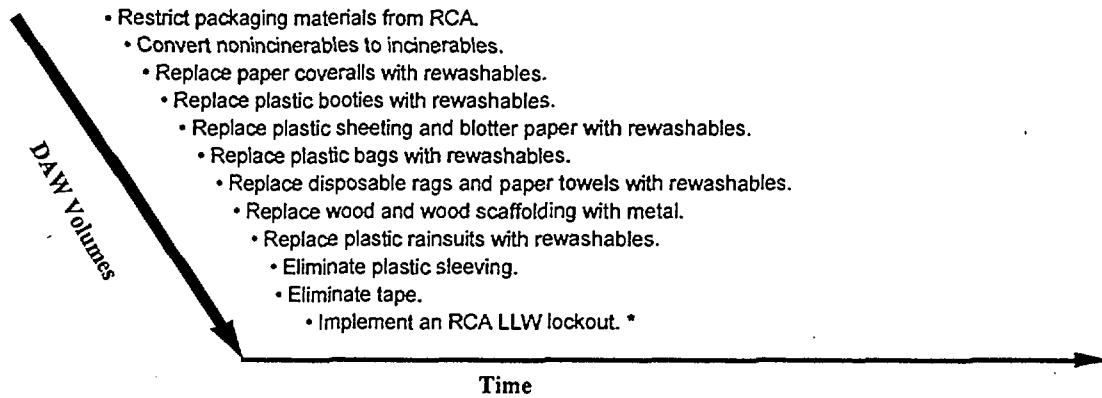 • Restrict packaging materials from RCA.
• Convert nonincinerables to incinerables.
• Replace paper coveralls with rewashables.
• Replace plastic booties with rewashables.
• Replace plastic sheeting and blotter paper with rewashables.
• Replace plastic bags with rewashables.
• Replace disposable rags and paper towels with rewashables.
• Replace wood and wood scaffolding with metal.
• Replace plastic rainsuits with rewashables.
• Eliminate plastic sleeving.
• Eliminate tape.
• Implement an RCA LLW lockout. *
DAW Volumes
Time